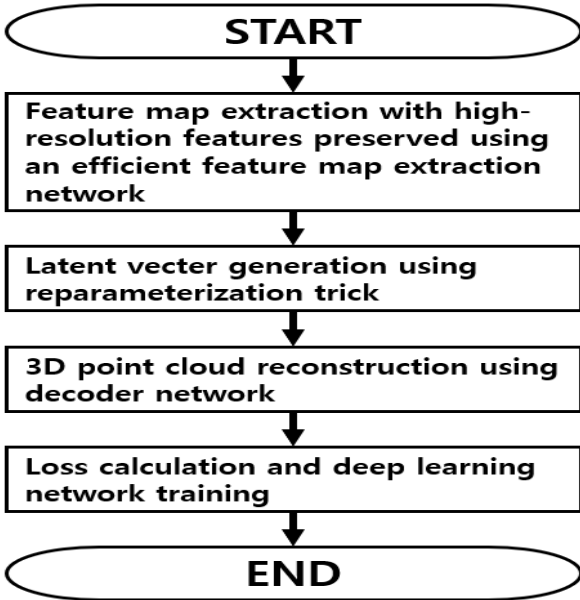 START
Feature map extraction with high-
resolution features preserved using
an efficient feature map extraction
network
Latent vecter generation using
reparameterization trick
3D point cloud reconstruction using
decoder network
Loss calculation and deep learning
network training
END